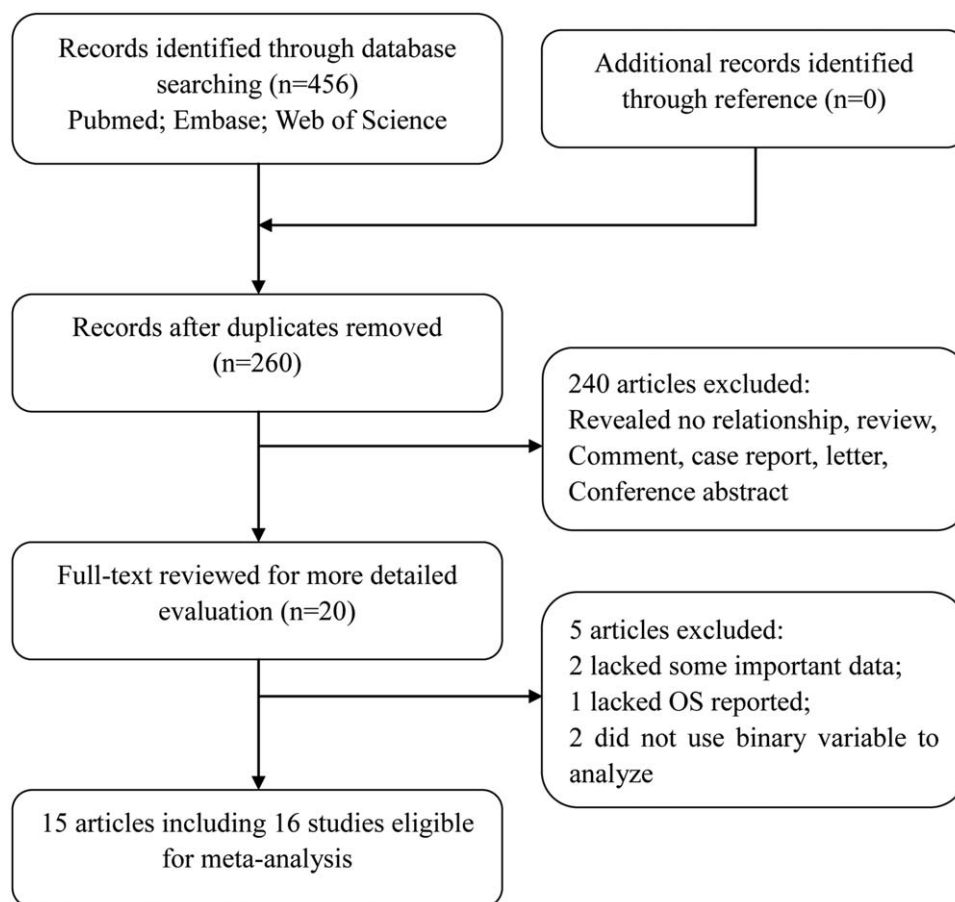 Records identified through database
searching (n=456)
Pubmed; Embase; Web of Science
Additional records identified
through reference (n=0)
Records after duplicates removed
(n=260)
240 articles excluded:
Revealed no relationship, review,
Comment, case report, letter,
Conference abstract
Full-text reviewed for more detailed
evaluation (n=20)
5 articles excluded:
2 lacked some important data;
1 lacked OS reported;
2 did not use binary variable to
analyze
15 articles including 16 studies eligible
for meta-analysis